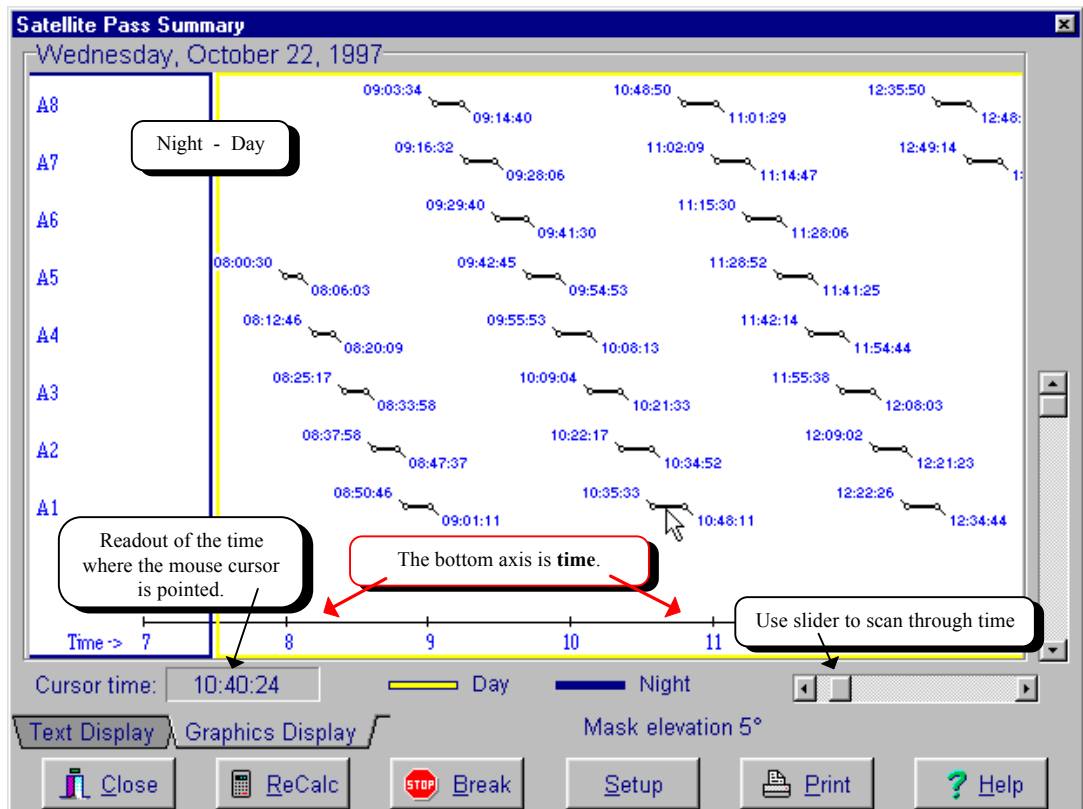 Satellite Pass Summary
Wednesday, October 22, 1997
A8 09:03:34 09:14:40 10:48:50 11:01:29 12:35:50 12:48:
Night - Day
A7 09:16:32 09:28:06 11:02:09 11:14:47 12:49:14 1:
A6 09:29:40 09:41:30 11:15:30 11:28:06
A5 08:00:30 08:06:03 09:42:45 09:54:53 11:28:52 11:41:25
A4 08:12:46 08:20:09 09:55:53 10:08:13 11:42:14 11:54:44
A3 08:25:17 08:33:58 10:09:04 10:21:33 11:55:38 12:08:03
A2 08:37:58 08:47:37 10:22:17 10:34:52 12:09:02 12:21:23
A1 08:50:46 09:01:11 10:35:33 10:48:11 12:22:26 12:34:44
Readout of the time
where the mouse cursor
is pointed.
The bottom axis is time.
Use slider to scan through time
Time -> 7 8 9 10 11
Cursor time: 10:40:24 Day Night
Text Display Graphics Display Mask elevation 5°
Close ReCalc STOP Break Setup Print ? Help